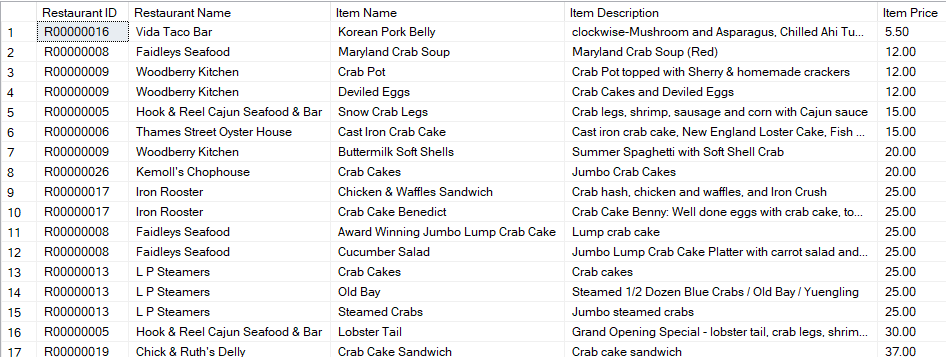 Restaurant ID Restaurant Name Item Name Item Description Item Price
1 R00000016 Vida Taco Bar Korean Pork Belly clockwise-Mushroom and Asparagus, Chilled Ahi Tu... 5.50
2 R00000008 Faidleys Seafood Maryland Crab Soup Maryland Crab Soup (Red) 12.00
3 R00000009 Woodberry Kitchen Crab Pot Crab Pot topped with Sherry & homemade crackers 12.00
4 R00000009 Woodberry Kitchen Deviled Eggs Crab Cakes and Deviled Eggs 12.00
5 R00000005 Hook & Reel Cajun Seafood & Bar Snow Crab Legs Crab legs, shrimp, sausage and corn with Cajun sauce 15.00
6 R00000006 Thames Street Oyster House Cast Iron Crab Cake Cast iron crab cake, New England Loster Cake, Fish ... 15.00
7 R00000009 Woodberry Kitchen Buttermilk Soft Shells Summer Spaghetti with Soft Shell Crab 20.00
8 R00000026 Kemoll's Chophouse Crab Cakes Jumbo Crab Cakes 20.00
9 R00000017 Iron Rooster Chicken & Waffles Sandwich Crab hash, chicken and waffles, and Iron Crush 25.00
10 R00000017 Iron Rooster Crab Cake Benedict Crab Cake Benny: Well done eggs with crab cake, to... 25.00
11 R00000008 Faidleys Seafood Award Winning Jumbo Lump Crab Cake Lump crab cake 25.00
12 R00000008 Faidleys Seafood Cucumber Salad Jumbo Lump Crab Cake Platter with carrot salad and... 25.00
13 R00000013 L P Steamers Crab Cakes Crab cakes 25.00
14 R00000013 L P Steamers Old Bay Steamed 1/2 Dozen Blue Crabs / Old Bay / Yuengling 25.00
15 R00000013 L P Steamers Steamed Crabs Jumbo steamed crabs 25.00
16 R00000005 Hook & Reel Cajun Seafood & Bar Lobster Tail Grand Opening Special - lobster tail, crab legs, shrim... 30.00
17 R00000019 Chick & Ruth's Delly Crab Cake Sandwich Crab cake sandwich 37.00